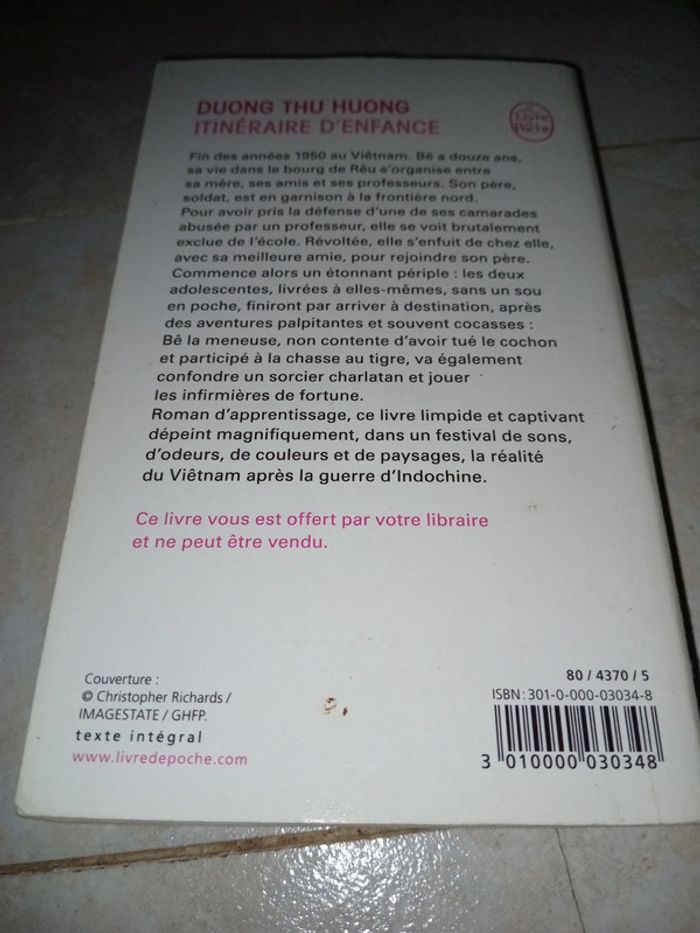 DUONG THU HUONG
ITINÉRAIRE D'ENFANCE
Le Livre de Poche
Fin des années 1950 au Viêtnam. Bê a douze ans,
sa vie dans le bourg de Rêu s'organise entre
sa mère, ses amis et ses professeurs. Son père,
soldat, est en garnison à la frontière nord.
Pour avoir pris la défense d'une de ses camarades
abusée par un professeur, elle se voit brutalement
exclue de l'école. Révoltée, elle s'enfuit de chez elle,
avec sa meilleure amie, pour rejoindre son père.
Commence alors un étonnant périple : les deux
adolescentes, livrées à elles-mêmes, sans un sou
en poche, finiront par arriver à destination, après
des aventures palpitantes et souvent cocasses :
Bê la meneuse, non contente d'avoir tué le cochon
et participé à la chasse au tigre, va également
confondre un sorcier charlatan et jouer
les infirmières de fortune.
Roman d'apprentissage, ce livre limpide et captivant
dépeint magnifiquement, dans un festival de sons,
d'odeurs, de couleurs et de paysages, la réalité
du Viêtnam après la guerre d'Indochine.
Ce livre vous est offert par votre libraire
et ne peut être vendu.
Couverture :
© Christopher Richards /
IMAGESTATE / GHFP.
texte intégral
www.livredepoche.com
80 / 4370 / 5
ISBN : 301-0-000-03034-8
3 010000 030348